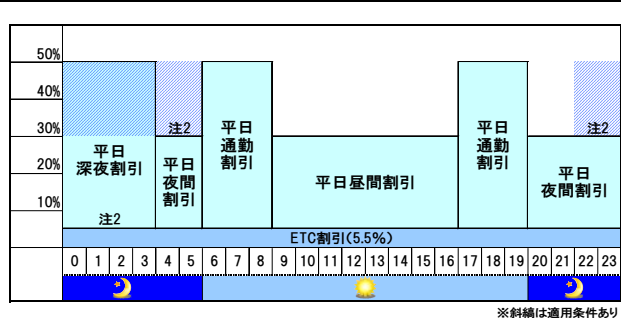 50%
40%
30%
20%
10%
平日
深夜割引
注2
注2
平日
夜間
割引
平日
通勤
割引
平日昼間割引
平日
通勤
割引
注2
平日
夜間割引
ETC割引(5.5%)
0 1 2 3 4 5 6 7 8 9 10 11 12 13 14 15 16 17 18 19 20 21 22 23
※斜縞は適用条件あり